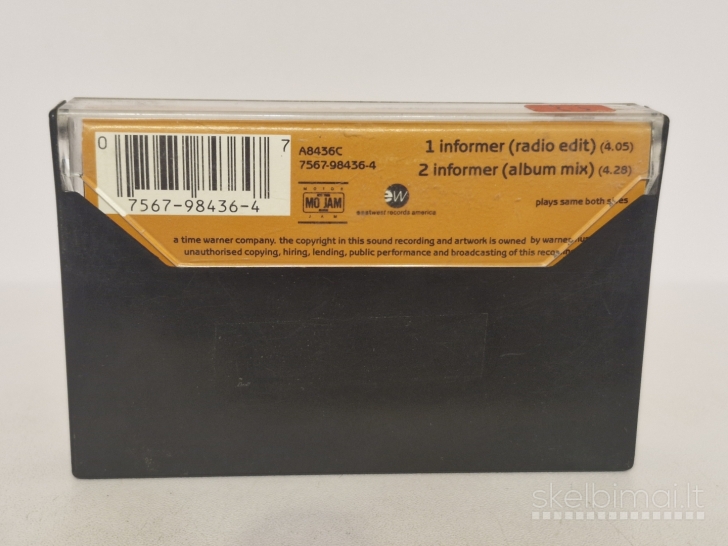 0 7
7567-98436-4
A8436C
7567-98436-4
MOTOR
MO JAM
JAM
ew
eastwest records america
1 informer (radio edit) (4.05)
2 informer (album mix) (4.28)
plays same both sides
a time warner company. the copyright in this sound recording and artwork is owned by warner
unauthorised copying, hiring, lending, public performance and broadcasting of this
skelbimai.lt